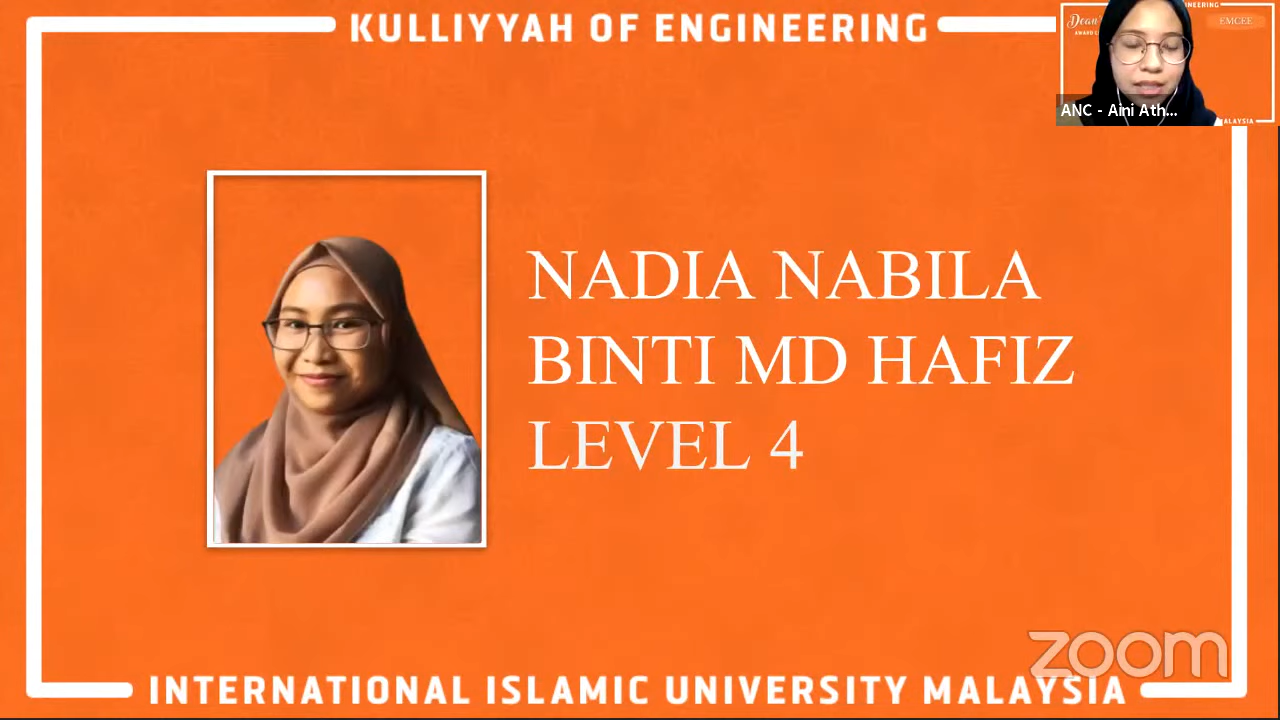 KULLIYYAH OF ENGINEERING
EMCEE
ANC - Aini Ath...
NADIA NABILA
BINTI MD HAFIZ
LEVEL 4
zoom
INTERNATIONAL ISLAMIC UNIVERSITY MALAYSIA